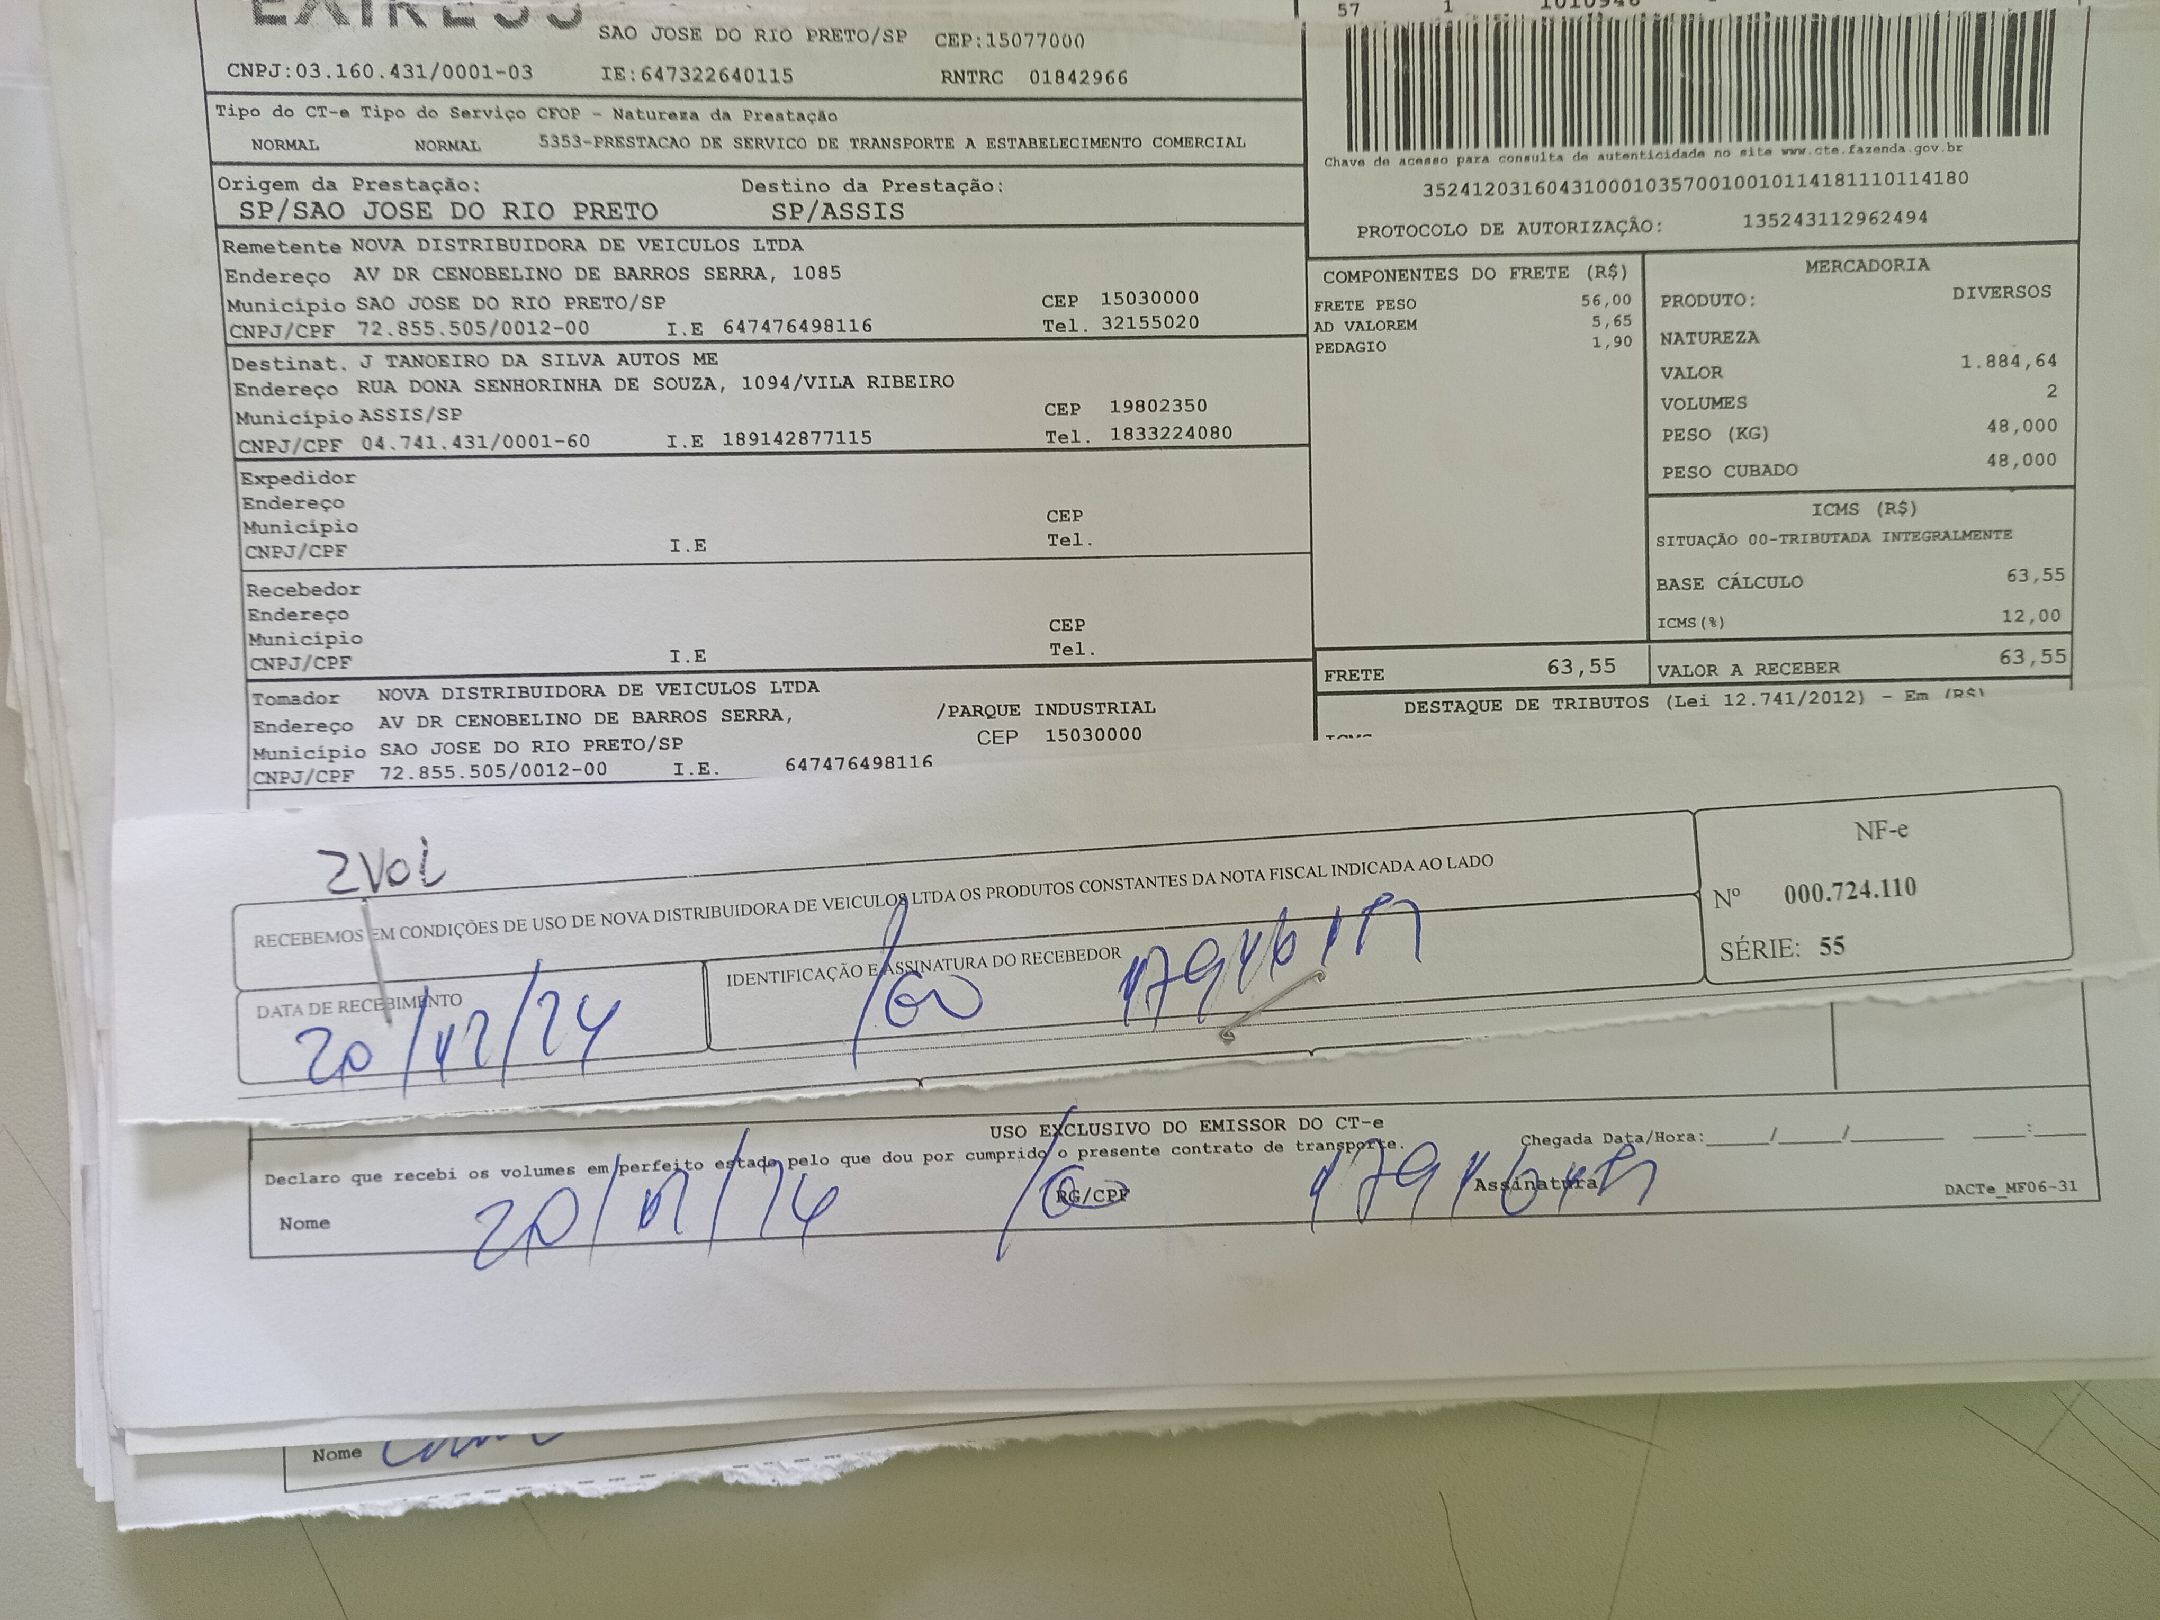 EXPRESS
SAO JOSE DO RIO PRETO/SP CEP:15077000
CNPJ:03.160.431/0001-03 IE:647322640115 RNTRC 01842966
57 1
Tipo do CT-e Tipo do Serviço CFOP - Natureza da Prestação
NORMAL NORMAL 5353-PRESTACAO DE SERVICO DE TRANSPORTE A ESTABELECIMENTO COMERCIAL
Chave de acesso para consulta de autenticidade no site www.cte.fazenda.gov.br
35241203160431000103570010010114181110114180
PROTOCOLO DE AUTORIZAÇÃO: 135243112962494
Origem da Prestação: Destino da Prestação:
SP/SAO JOSE DO RIO PRETO SP/ASSIS
Remetente NOVA DISTRIBUIDORA DE VEICULOS LTDA
Endereço AV DR CENOBELINO DE BARROS SERRA, 1085
Município SAO JOSE DO RIO PRETO/SP CEP 15030000
CNPJ/CPF 72.855.505/0012-00 I.E 647476498116 Tel. 32155020
Destinat. J TANOEIRO DA SILVA AUTOS ME
Endereço RUA DONA SENHORINHA DE SOUZA, 1094/VILA RIBEIRO
Município ASSIS/SP CEP 19802350
CNPJ/CPF 04.741.431/0001-60 I.E 189142877115 Tel. 1833224080
Expedidor
Endereço
Município CEP
CNPJ/CPF I.E Tel.
Recebedor
Endereço
Município CEP
CNPJ/CPF I.E Tel.
Tomador NOVA DISTRIBUIDORA DE VEICULOS LTDA
Endereço AV DR CENOBELINO DE BARROS SERRA, /PARQUE INDUSTRIAL
Município SAO JOSE DO RIO PRETO/SP CEP 15030000
CNPJ/CPF 72.855.505/0012-00 I.E. 647476498116
COMPONENTES DO FRETE (R$)
FRETE PESO 56,00
AD VALOREM 5,65
PEDAGIO 1,90
MERCADORIA
PRODUTO: DIVERSOS
NATUREZA
VALOR 1.884,64
VOLUMES 2
PESO (KG) 48,000
PESO CUBADO 48,000
ICMS (R$)
SITUAÇÃO 00-TRIBUTADA INTEGRALMENTE
BASE CÁLCULO 63,55
ICMS(%) 12,00
FRETE 63,55 VALOR A RECEBER 63,55
DESTAQUE DE TRIBUTOS (Lei 12.741/2012) - Em (R$)
2VOL
RECEBEMOS EM CONDIÇÕES DE USO DE NOVA DISTRIBUIDORA DE VEICULOS LTDA OS PRODUTOS CONSTANTES DA NOTA FISCAL INDICADA AO LADO
DATA DE RECEBIMENTO
20/12/24
IDENTIFICAÇÃO E ASSINATURA DO RECEBEDOR
NF-e
Nº 000.724.110
SÉRIE: 55
USO EXCLUSIVO DO EMISSOR DO CT-e
Declaro que recebi os volumes em perfeito estado pelo que dou por cumprido o presente contrato de transporte. Chegada Data/Hora:____/____/______ ____:____
Nome 20/12/24 RG/CPF Assinatura DACTe_MF06-31
Nome